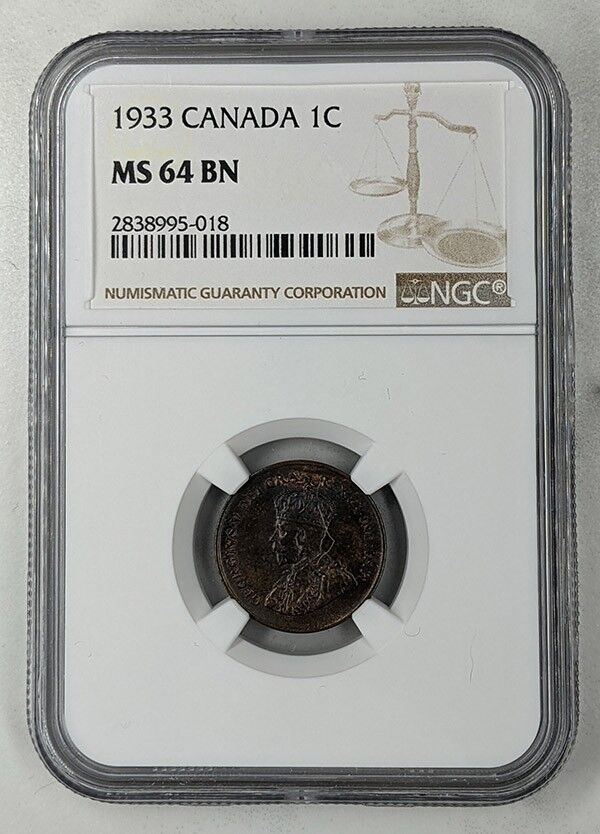 1933 CANADA 1C
MS 64 BN
2838995-018
NUMISMATIC GUARANTY CORPORATION
NGC®